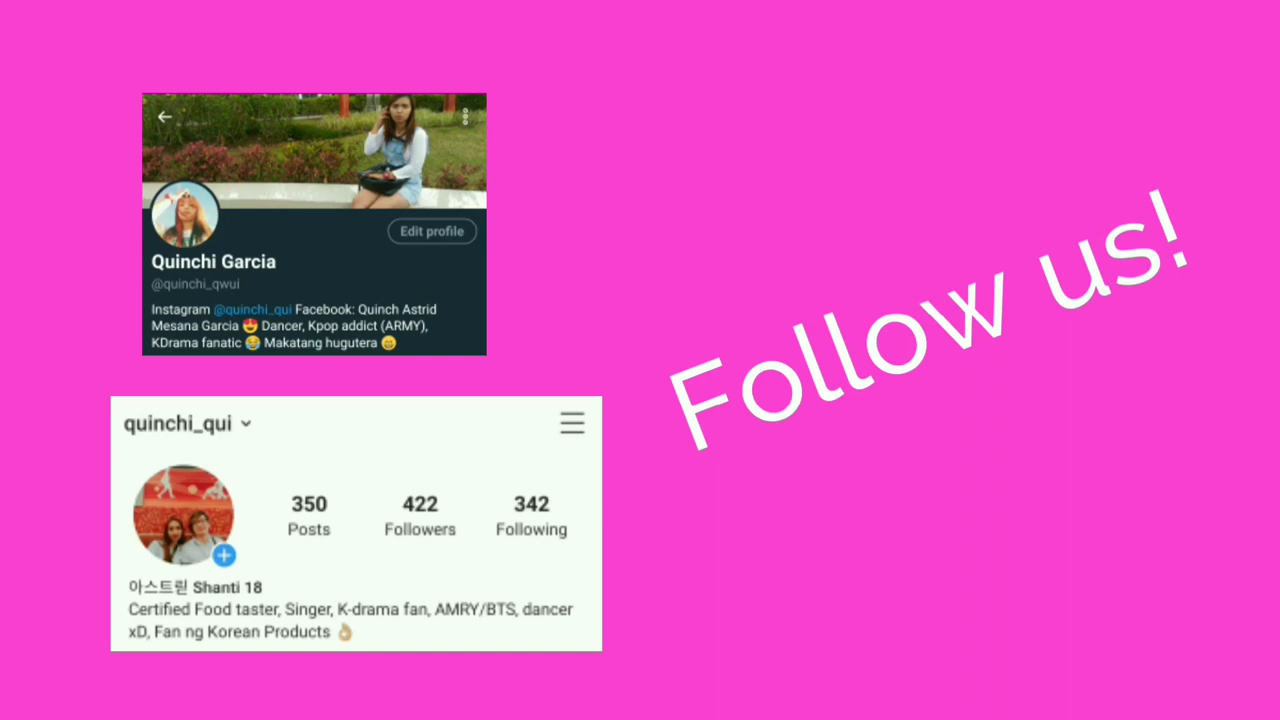 Edit profile
Quinchi Garcia
@quinchi_qwui
Instagram @quinchi_qui Facebook: Quinch Astrid
Mesana Garcia 😍 Dancer, Kpop addict (ARMY),
KDrama fanatic 😂 Makatang hugutera 😄
quinchi_qui
350 422 342
Posts Followers Following
아스트린 Shanti 18
Certified Food taster, Singer, K-drama fan, AMRY/BTS, dancer
xD, Fan ng Korean Products 👌🏼
Follow us!